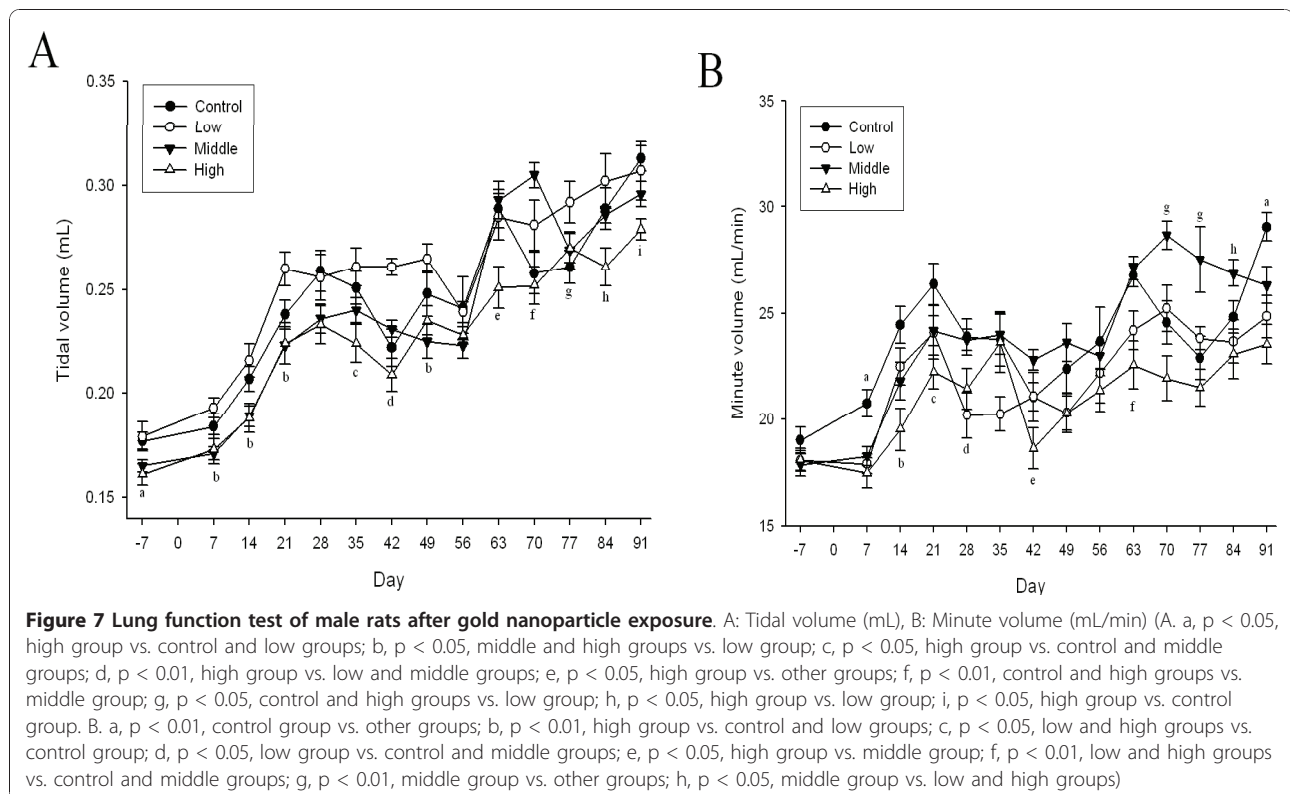 A
0.35
0.30
0.25
0.20
0.15
Tidal volume (mL)
Control
Low
Middle
High
a
b
b
b
c
d
b
e
f
g
h
i
-7 0 7 14 21 28 35 42 49 56 63 70 77 84 91
Day
B
35
30
25
20
15
Minute volume (mL/min)
Control
Low
Middle
High
a
b
c
d
e
f
g
g
h
a
-7 0 7 14 21 28 35 42 49 56 63 70 77 84 91
Day
Figure 7 Lung function test of male rats after gold nanoparticle exposure. A: Tidal volume (mL), B: Minute volume (mL/min) (A. a, p < 0.05,
high group vs. control and low groups; b, p < 0.05, middle and high groups vs. low group; c, p < 0.05, high group vs. control and middle
groups; d, p < 0.01, high group vs. low and middle groups; e, p < 0.05, high group vs. other groups; f, p < 0.01, control and high groups vs.
middle group; g, p < 0.05, control and high groups vs. low group; h, p < 0.05, high group vs. low group; i, p < 0.05, high group vs. control
group. B. a, p < 0.01, control group vs. other groups; b, p < 0.01, high group vs. control and low groups; c, p < 0.05, low and high groups vs.
control group; d, p < 0.05, low group vs. control and middle groups; e, p < 0.05, high group vs. middle group; f, p < 0.01, low and high groups
vs. control and middle groups; g, p < 0.01, middle group vs. other groups; h, p < 0.05, middle group vs. low and high groups)